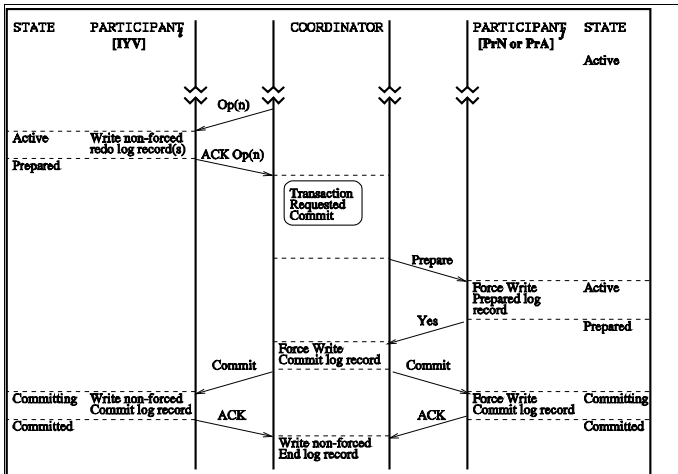 STATE PARTICIPANTi COORDINATOR PARTICIPANTj STATE
[IYV] [PrN or PrA]
Active
Op(n)
Active Write non-forced
redo log record(s)
Prepared ACK Op(n)
Transaction
Requested
Commit
Prepare
Force Write Active
Prepared log
record
Yes
Prepared
Force Write
Commit log record
Commit Commit
Committing Write non-forced Force Write Committing
Commit log record Commit log record
ACK ACK
Committed Committed
Write non-forced
End log record